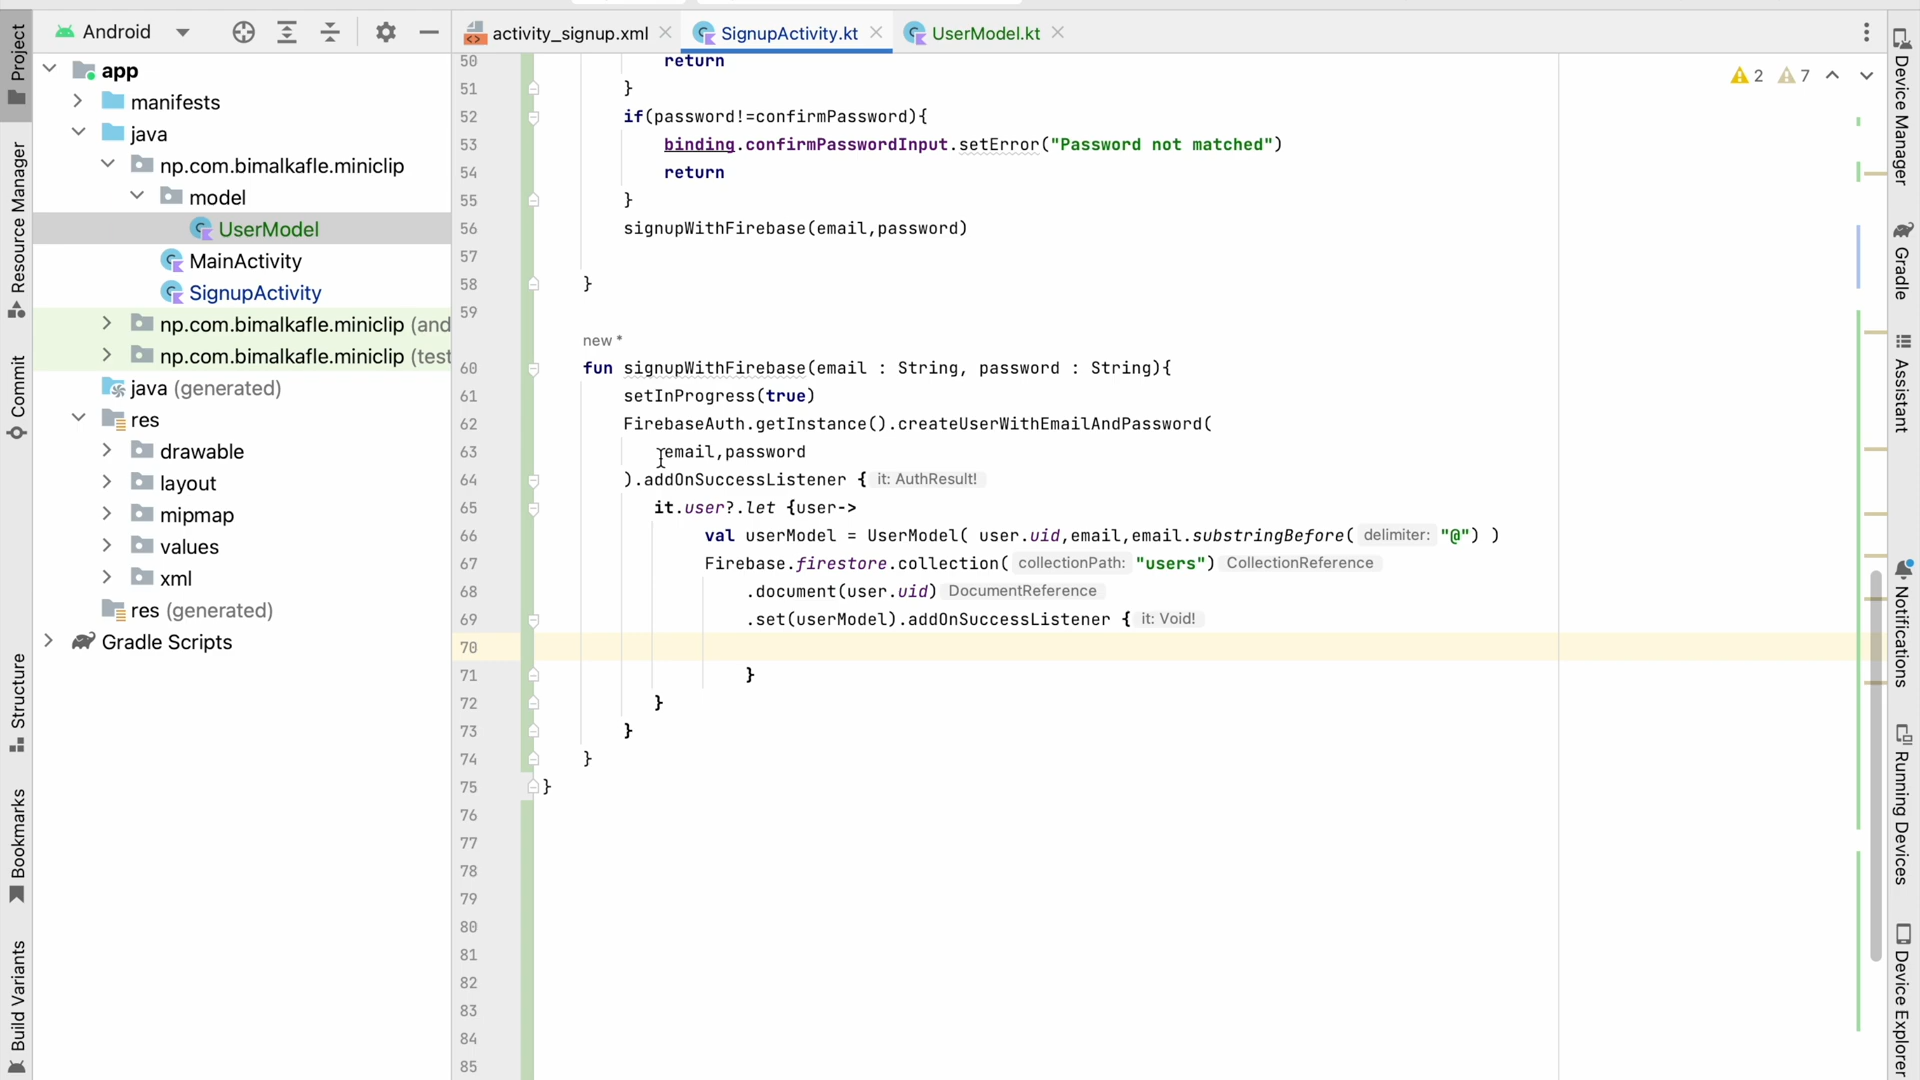 Project
Resource Manager
Commit
Structure
Bookmarks
Build Variants
Android
app
manifests
java
np.com.bimalkafle.miniclip
model
UserModel
MainActivity
SignupActivity
np.com.bimalkafle.miniclip (and
np.com.bimalkafle.miniclip (test
java (generated)
res
drawable
layout
mipmap
values
xml
res (generated)
Gradle Scripts
activity_signup.xml
SignupActivity.kt
UserModel.kt
2 7
50 return
51 }
52 if(password!=confirmPassword){
53 binding.confirmPasswordInput.setError("Password not matched")
54 return
55 }
56 signupWithFirebase(email,password)
57
58 }
59
new *
60 fun signupWithFirebase(email : String, password : String){
61 setInProgress(true)
62 FirebaseAuth.getInstance().createUserWithEmailAndPassword(
63 email,password
64 ).addOnSuccessListener { it: AuthResult!
65 it.user?.let {user->
66 val userModel = UserModel( user.uid,email,email.substringBefore( delimiter: "@") )
67 Firebase.firestore.collection( collectionPath: "users") CollectionReference
68 .document(user.uid) DocumentReference
69 .set(userModel).addOnSuccessListener { it: Void!
70
71 }
72 }
73 }
74 }
75 }
76
77
78
79
80
81
82
83
84
85
Device Manager
Gradle
Assistant
Notifications
Running Devices
Device Explorer